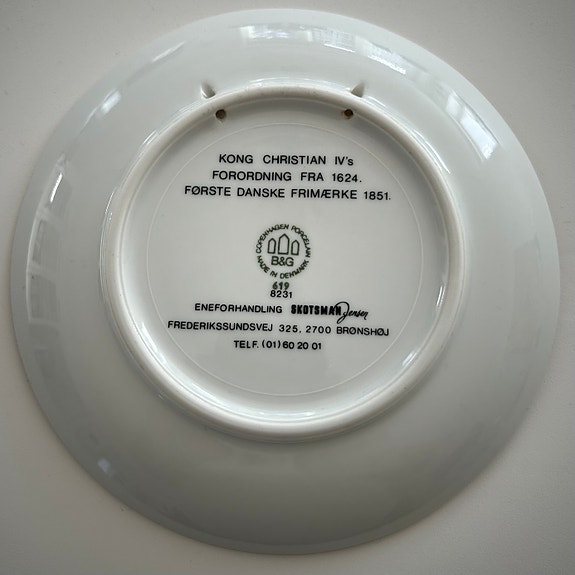 KONG CHRISTIAN IV's
FORORDNING FRA 1624.
FØRSTE DANSKE FRIMÆRKE 1851.
COPENHAGEN PORCELAIN
B&G
MADE IN DENMARK
619
8231
ENEFORHANDLING SKOTSMAN Jensen
FREDERIKSSUNDSVEJ 325, 2700 BRØNSHØJ
TELF. (01) 60 20 01